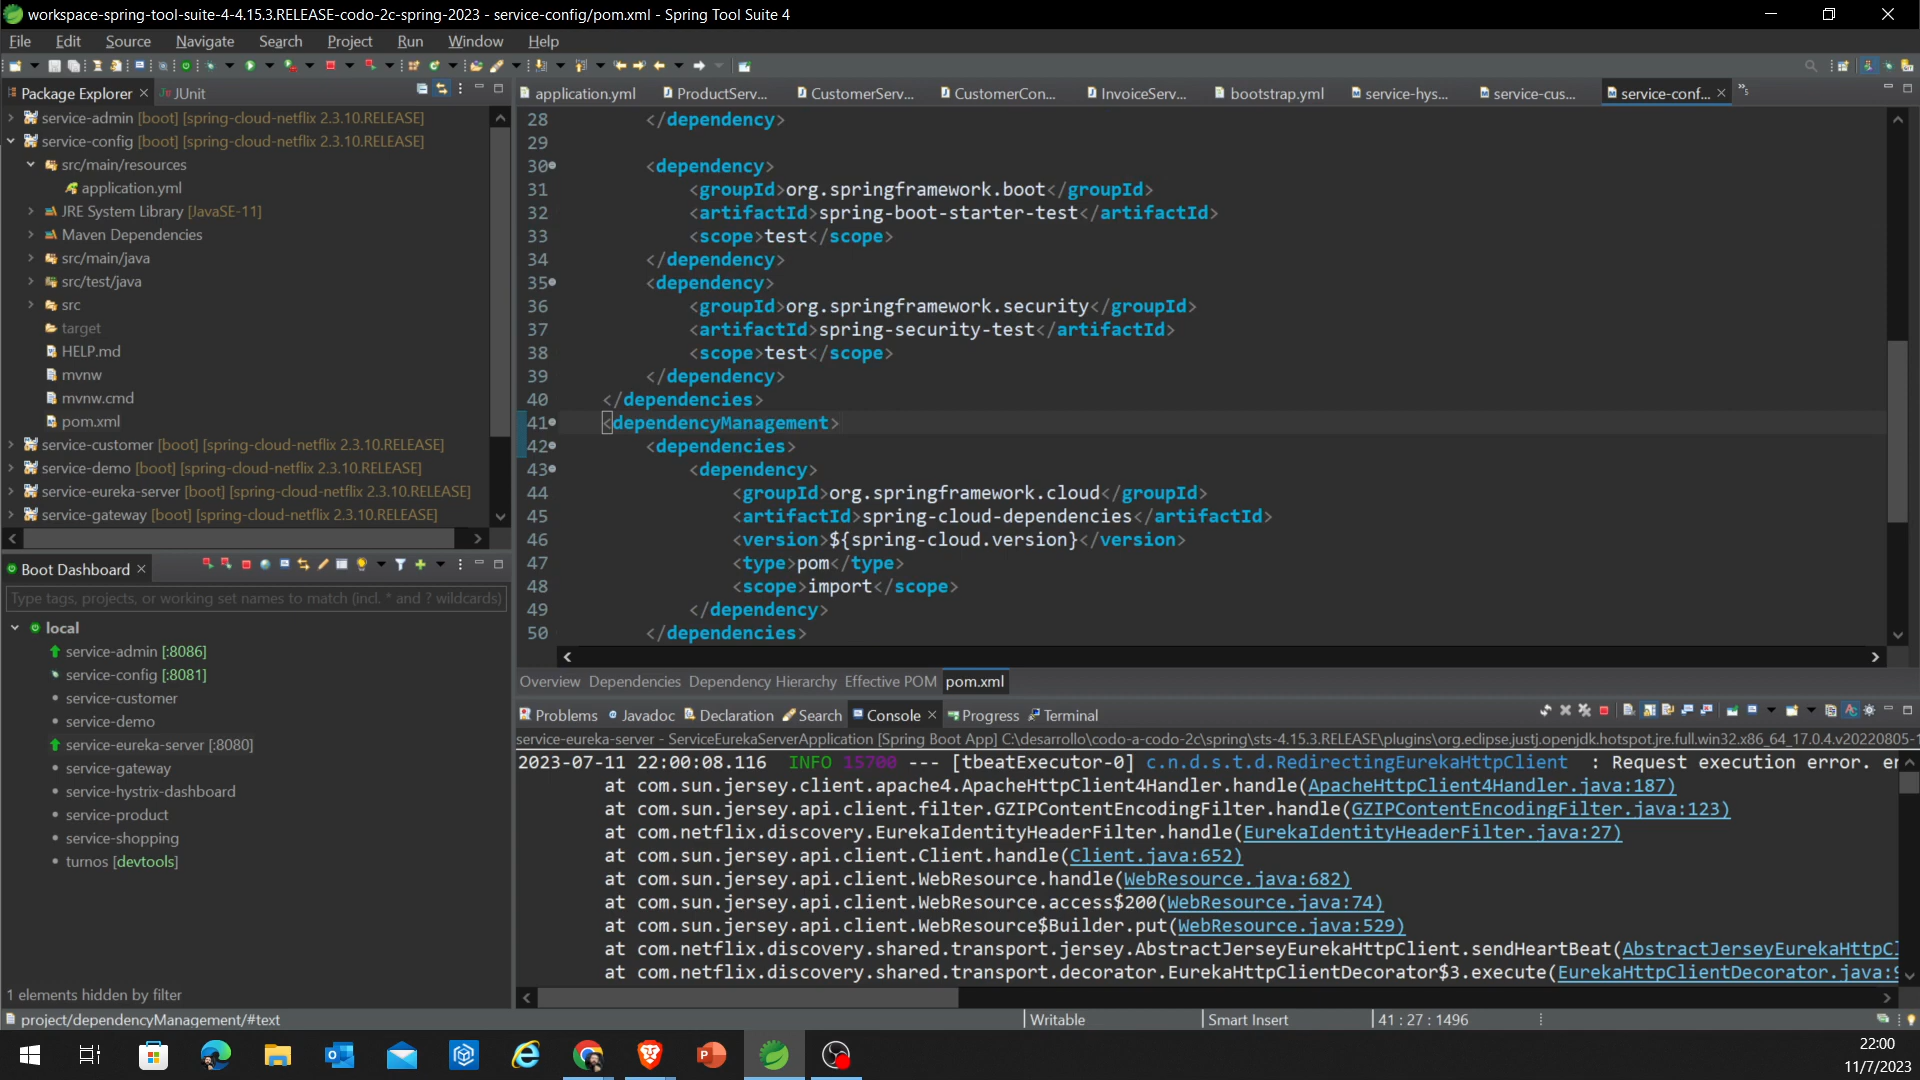 workspace-spring-tool-suite-4-4.15.3.RELEASE-codo-2c-spring-2023 - service-config/pom.xml - Spring Tool Suite 4
File Edit Source Navigate Search Project Run Window Help
Package Explorer
JUnit
service-admin [boot] [spring-cloud-netflix 2.3.10.RELEASE]
service-config [boot] [spring-cloud-netflix 2.3.10.RELEASE]
src/main/resources
application.yml
JRE System Library [JavaSE-11]
Maven Dependencies
src/main/java
src/test/java
src
target
HELP.md
mvnw
mvnw.cmd
pom.xml
service-customer [boot] [spring-cloud-netflix 2.3.10.RELEASE]
service-demo [boot] [spring-cloud-netflix 2.3.10.RELEASE]
service-eureka-server [boot] [spring-cloud-netflix 2.3.10.RELEASE]
service-gateway [boot] [spring-cloud-netflix 2.3.10.RELEASE]
Boot Dashboard
Type tags, projects, or working set names to match (incl. * and ? wildcards)
local
service-admin [:8086]
service-config [:8081]
service-customer
service-demo
service-eureka-server [:8080]
service-gateway
service-hystrix-dashboard
service-product
service-shopping
turnos [devtools]
1 elements hidden by filter
application.yml ProductServ... CustomerServ... CustomerCon... InvoiceServ... bootstrap.yml service-hys... service-cus... service-conf... »5
28 </dependency>
29
30 <dependency>
31 <groupId>org.springframework.boot</groupId>
32 <artifactId>spring-boot-starter-test</artifactId>
33 <scope>test</scope>
34 </dependency>
35 <dependency>
36 <groupId>org.springframework.security</groupId>
37 <artifactId>spring-security-test</artifactId>
38 <scope>test</scope>
39 </dependency>
40 </dependencies>
41 <dependencyManagement>
42 <dependencies>
43 <dependency>
44 <groupId>org.springframework.cloud</groupId>
45 <artifactId>spring-cloud-dependencies</artifactId>
46 <version>${spring-cloud.version}</version>
47 <type>pom</type>
48 <scope>import</scope>
49 </dependency>
50 </dependencies>
Overview Dependencies Dependency Hierarchy Effective POM pom.xml
Problems Javadoc Declaration Search Console Progress Terminal
service-eureka-server - ServiceEurekaServerApplication [Spring Boot App] C:\desarrollo\codo-a-codo-2c\spring\sts-4.15.3.RELEASE\plugins\org.eclipse.justj.openjdk.hotspot.jre.full.win32.x86_64_17.0.4.v20220805-1
2023-07-11 22:00:08.116 INFO 15700 --- [tbeatExecutor-0] c.n.d.s.t.d.RedirectingEurekaHttpClient : Request execution error. er
at com.sun.jersey.client.apache4.ApacheHttpClient4Handler.handle(ApacheHttpClient4Handler.java:187)
at com.sun.jersey.api.client.filter.GZIPContentEncodingFilter.handle(GZIPContentEncodingFilter.java:123)
at com.netflix.discovery.EurekaIdentityHeaderFilter.handle(EurekaIdentityHeaderFilter.java:27)
at com.sun.jersey.api.client.Client.handle(Client.java:652)
at com.sun.jersey.api.client.WebResource.handle(WebResource.java:682)
at com.sun.jersey.api.client.WebResource.access$200(WebResource.java:74)
at com.sun.jersey.api.client.WebResource$Builder.put(WebResource.java:529)
at com.netflix.discovery.shared.transport.jersey.AbstractJerseyEurekaHttpClient.sendHeartBeat(AbstractJerseyEurekaHttpCl
at com.netflix.discovery.shared.transport.decorator.EurekaHttpClientDecorator$3.execute(EurekaHttpClientDecorator.java:9
project/dependencyManagement/#text
Writable
Smart Insert
41 : 27 : 1496
22:00
11/7/2023